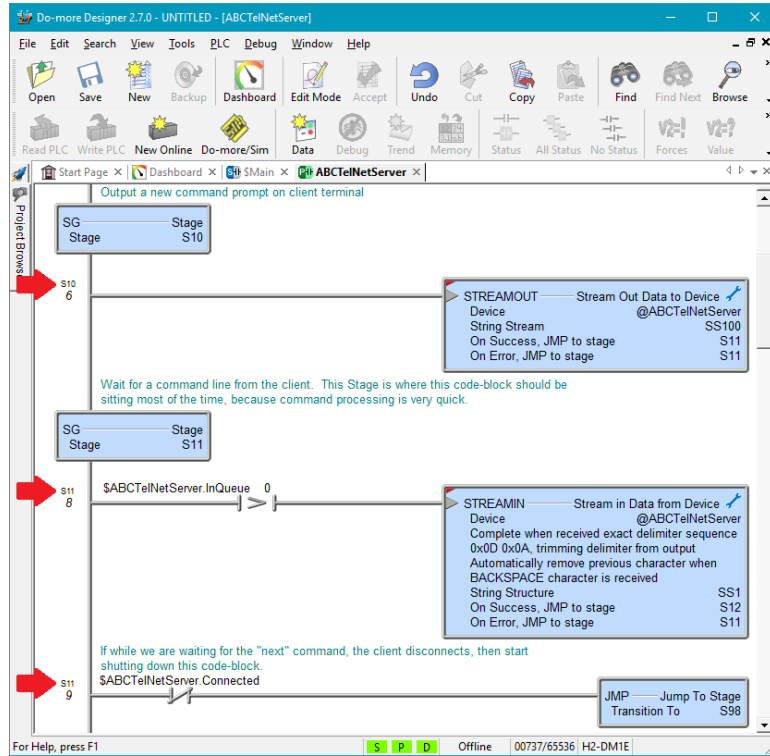 Do-more Designer 2.7.0 - UNTITLED - [ABCTelNetServer]
File Edit Search View Tools PLC Debug Window Help
Open Save New Backup Dashboard Edit Mode Accept Undo Cut Copy Paste Find Find Next Browse
Read PLC Write PLC New Online Do-more/Sim Data Debug Trend Memory Status All Status No Status Forces Value
Start Page Dashboard $Main ABCTelNetServer
Project Browse
Output a new command prompt on client terminal
SG Stage
Stage S10
S10
6
STREAMOUT Stream Out Data to Device
Device @ABCTelNetServer
String Stream SS100
On Success, JMP to stage S11
On Error, JMP to stage S11
Wait for a command line from the client. This Stage is where this code-block should be
sitting most of the time, because command processing is very quick.
SG Stage
Stage S11
S11
8
$ABCTelNetServer.InQueue 0
>
STREAMIN Stream in Data from Device
Device @ABCTelNetServer
Complete when received exact delimiter sequence
0x0D 0x0A, trimming delimiter from output
Automatically remove previous character when
BACKSPACE character is received
String Structure SS1
On Success, JMP to stage S12
On Error, JMP to stage S11
If while we are waiting for the "next" command, the client disconnects, then start
shutting down this code-block.
S11
9
$ABCTelNetServer.Connected
JMP Jump To Stage
Transition To S98
For Help, press F1 S P D Offline 00737/65536 H2-DM1E